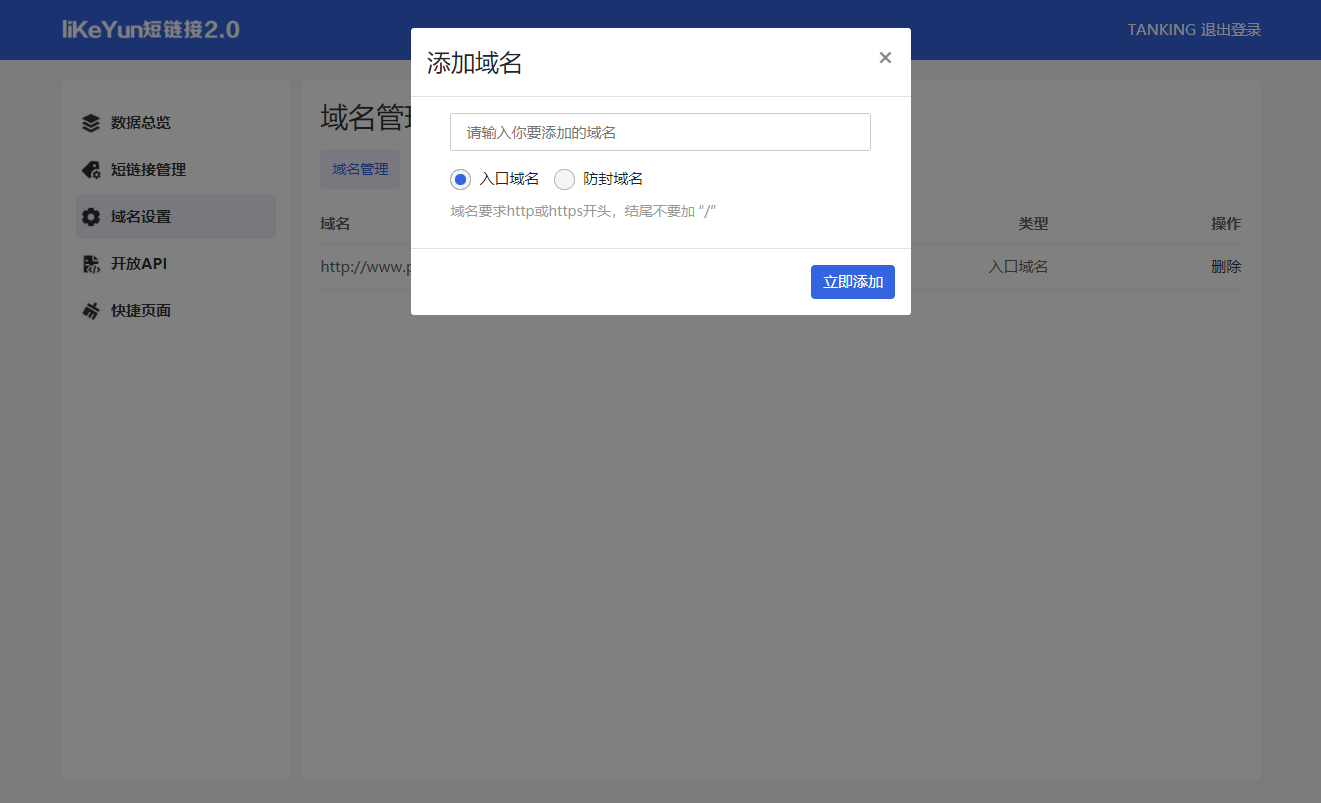 liKeYun短链接2.0
TANKING 退出登录
数据总览
短链接管理
域名设置
开放API
快捷页面
域名管
域名管理
域名
类型
操作
http://www.
入口域名
删除
添加域名
×
请输入你要添加的域名
入口域名
防封域名
域名要求http或https开头，结尾不要加 “/”
立即添加